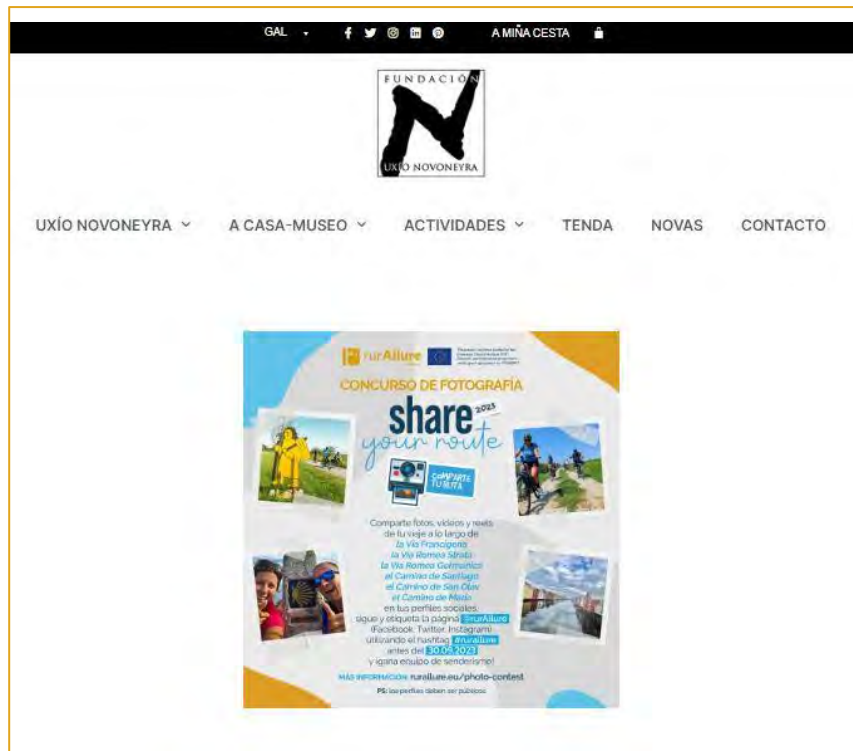 GAL
A MIÑA CESTA
FUNDACIÓN
N
UXÍO NOVONEYRA
UXÍO NOVONEYRA
A CASA-MUSEO
ACTIVIDADES
TENDA
NOVAS
CONTACTO
rurAllure
CONCURSO DE FOTOGRAFÍA
share 2023
your route
COMPARTE
TU RUTA
Comparte fotos, vídeos y reels
de tu viaje a lo largo de
la Via Francigena
la Via Romea Strata
la Via Romea Germanica
el Camino de Santiago
el Camino de San Olav
el Camino de María
en tus perfiles sociales,
sigue y etiqueta la página @rurAllure
(Facebook, Twitter, Instagram)
utilizando el hashtag #rurallure
antes del 30.09.2023
y ¡gana equipo de senderismo!
MÁS INFORMACIÓN: rurallure.eu/photo-contest
PS: los perfiles deben ser públicos